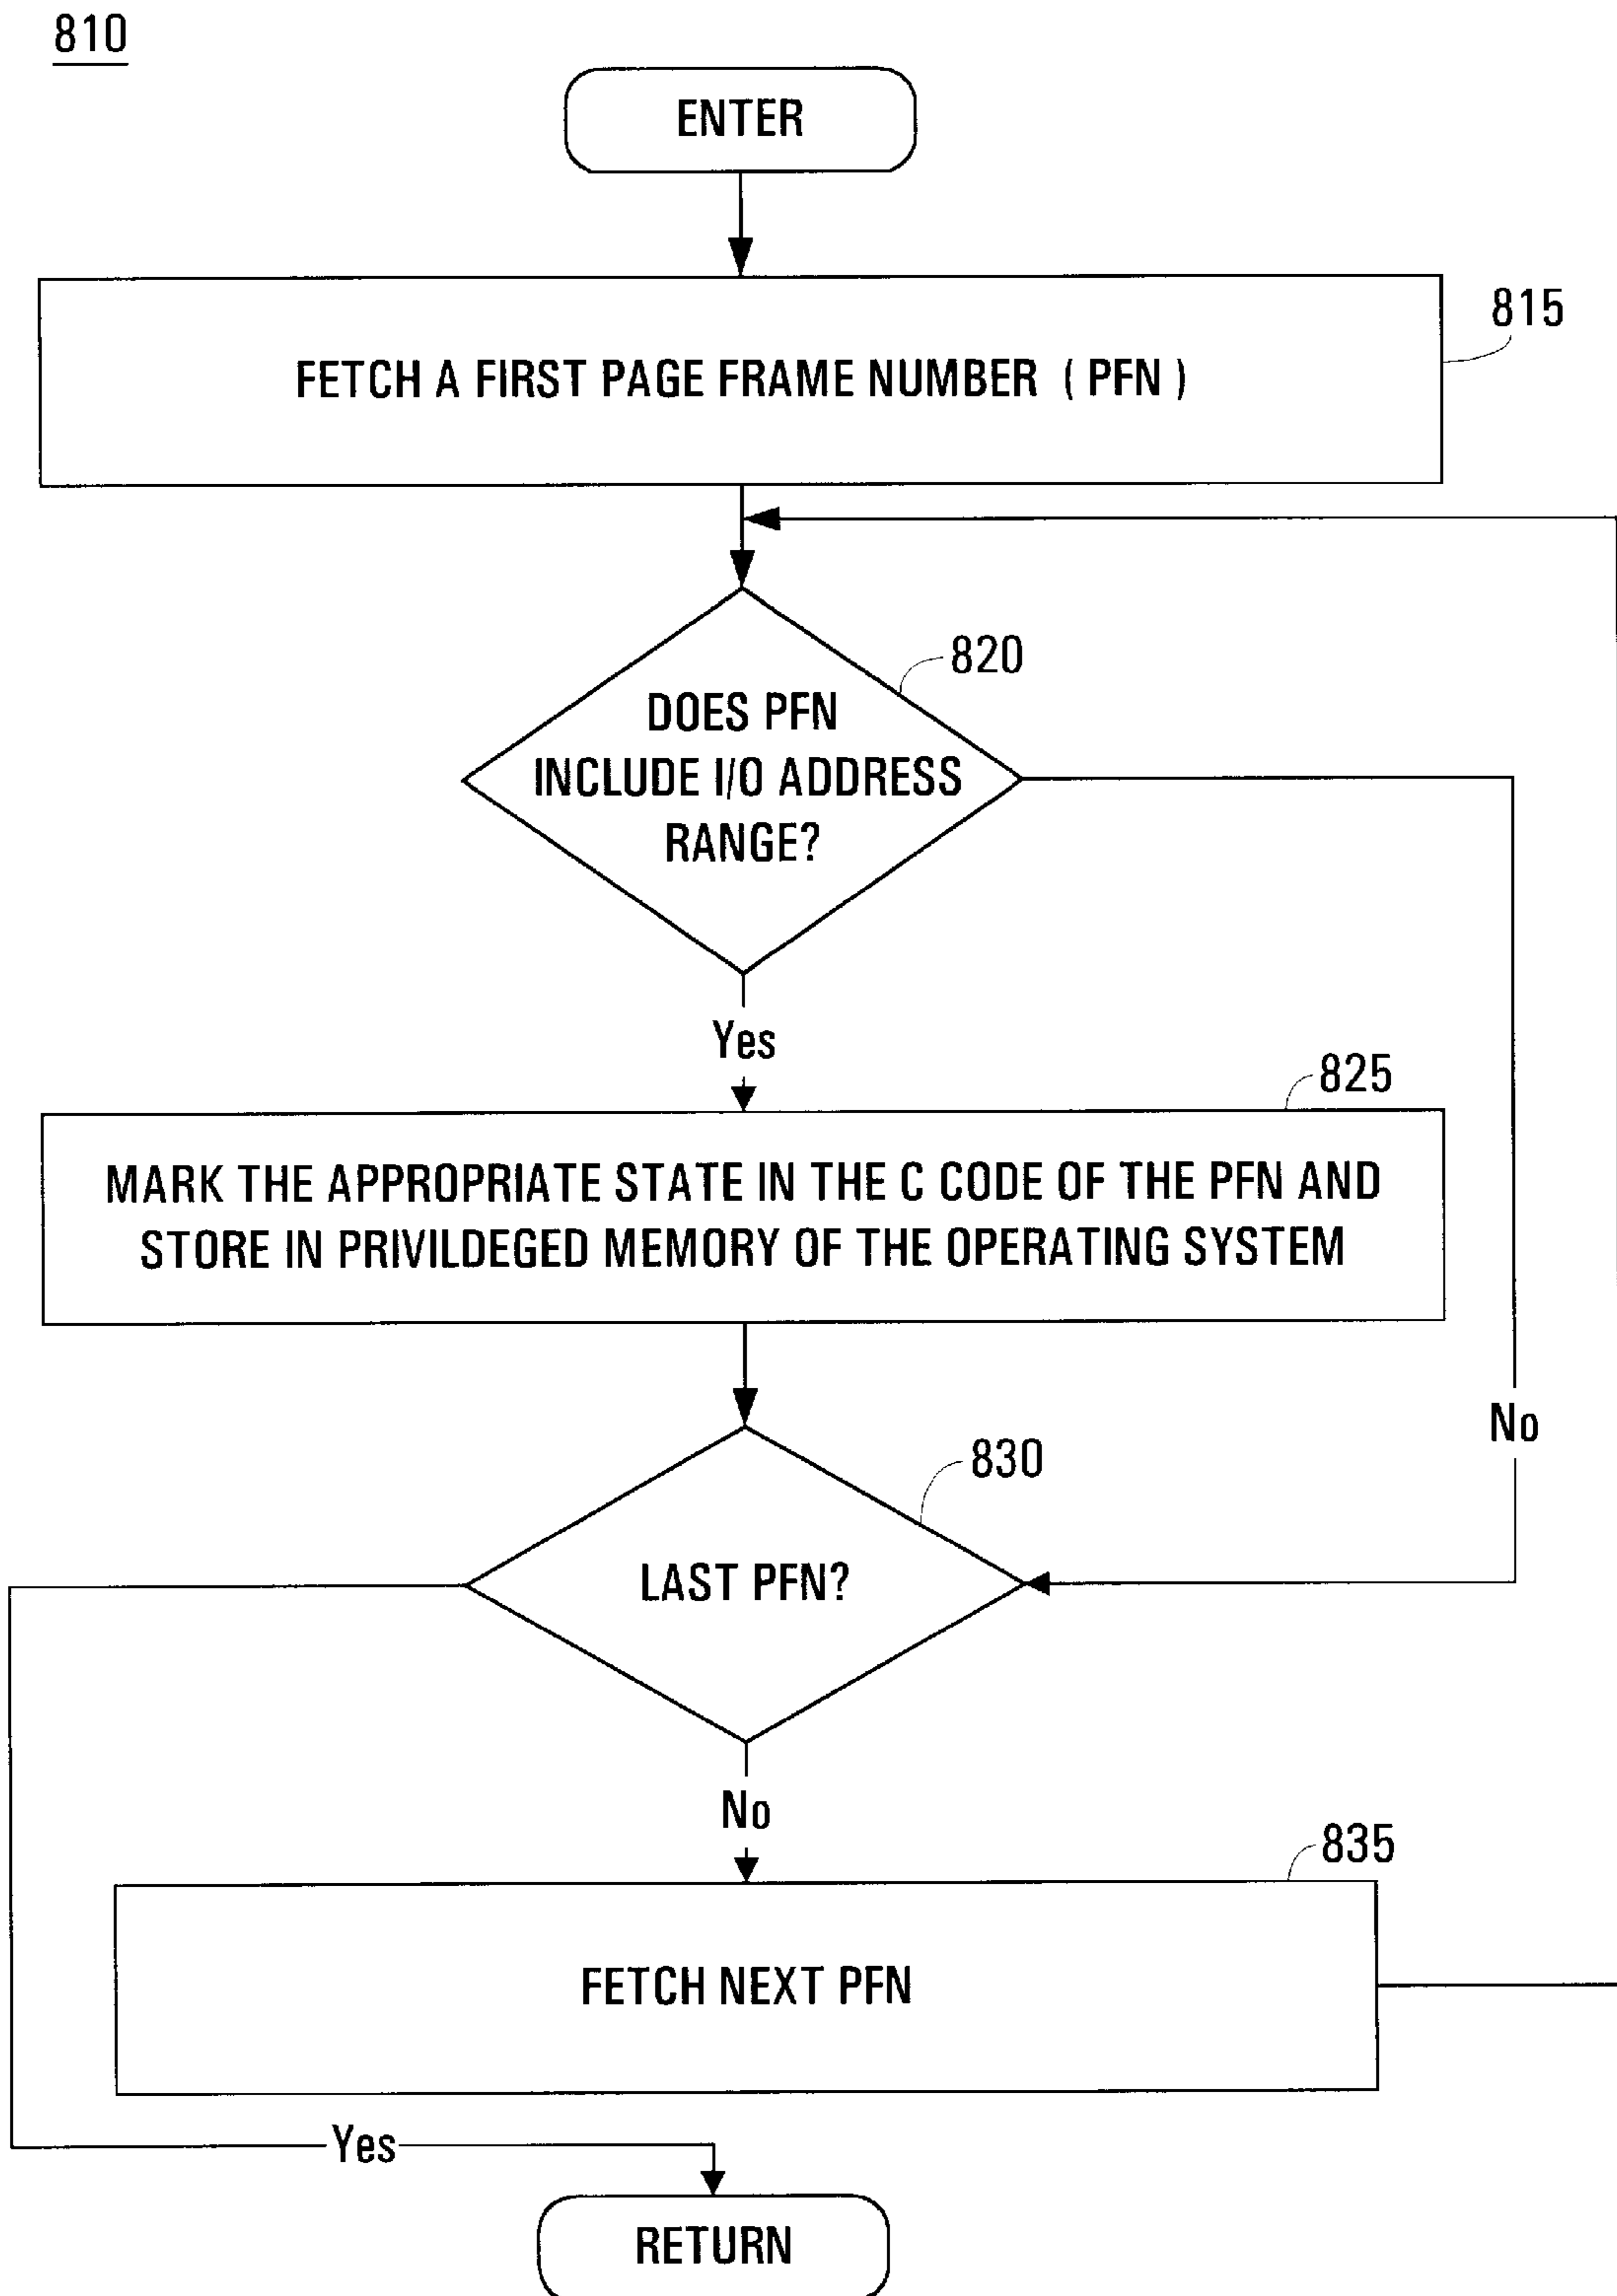 810
ENTER
FETCH A FIRST PAGE FRAME NUMBER ( PFN )
815
820
DOES PFN
INCLUDE I/O ADDRESS
RANGE?
Yes
825
MARK THE APPROPRIATE STATE IN THE C CODE OF THE PFN AND
STORE IN PRIVILDEGED MEMORY OF THE OPERATING SYSTEM
No
830
LAST PFN?
No
835
FETCH NEXT PFN
Yes
RETURN